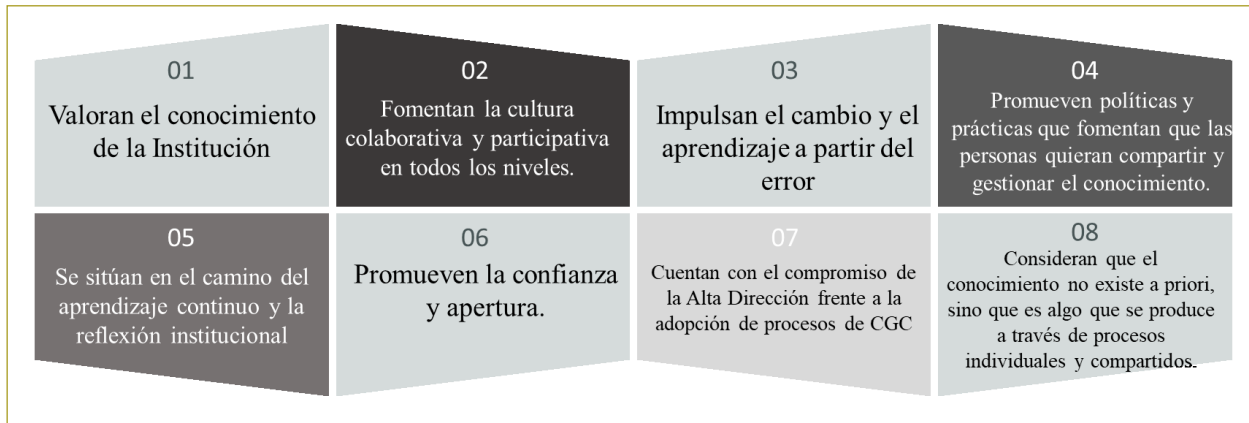 01
Valoran el conocimiento
de la Institución
02
Fomentan la cultura
colaborativa y participativa
en todos los niveles.
03
Impulsan el cambio y el
aprendizaje a partir del
error
04
Promueven políticas y
prácticas que fomentan que las
personas quieran compartir y
gestionar el conocimiento.
05
Se sitúan en el camino del
aprendizaje continuo y la
reflexión institucional
06
Promueven la confianza
y apertura.
07
Cuentan con el compromiso de
la Alta Dirección frente a la
adopción de procesos de CGC
08
Consideran que el
conocimiento no existe a priori,
sino que es algo que se produce
a través de procesos
individuales y compartidos.